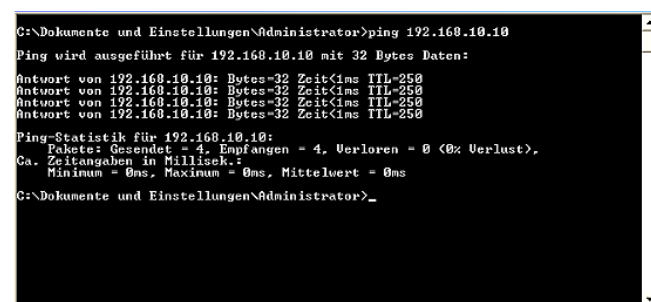 C:\Dokumente und Einstellungen\Administrator>ping 192.168.10.10
Ping wird ausgeführt für 192.168.10.10 mit 32 Bytes Daten:
Antwort von 192.168.10.10: Bytes=32 Zeit<1ms TTL=250
Antwort von 192.168.10.10: Bytes=32 Zeit<1ms TTL=250
Antwort von 192.168.10.10: Bytes=32 Zeit<1ms TTL=250
Antwort von 192.168.10.10: Bytes=32 Zeit<1ms TTL=250
Ping-Statistik für 192.168.10.10:
Pakete: Gesendet = 4, Empfangen = 4, Verloren = 0 (0% Verlust),
Ca. Zeitangaben in Millisek.:
Minimum = 0ms, Maximum = 0ms, Mittelwert = 0ms
C:\Dokumente und Einstellungen\Administrator>_